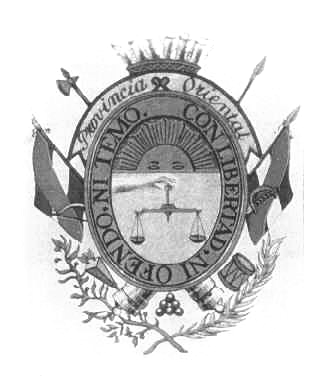 Provincia Oriental
CON LIBERTAD. NI OFENDO. NI TEMO.